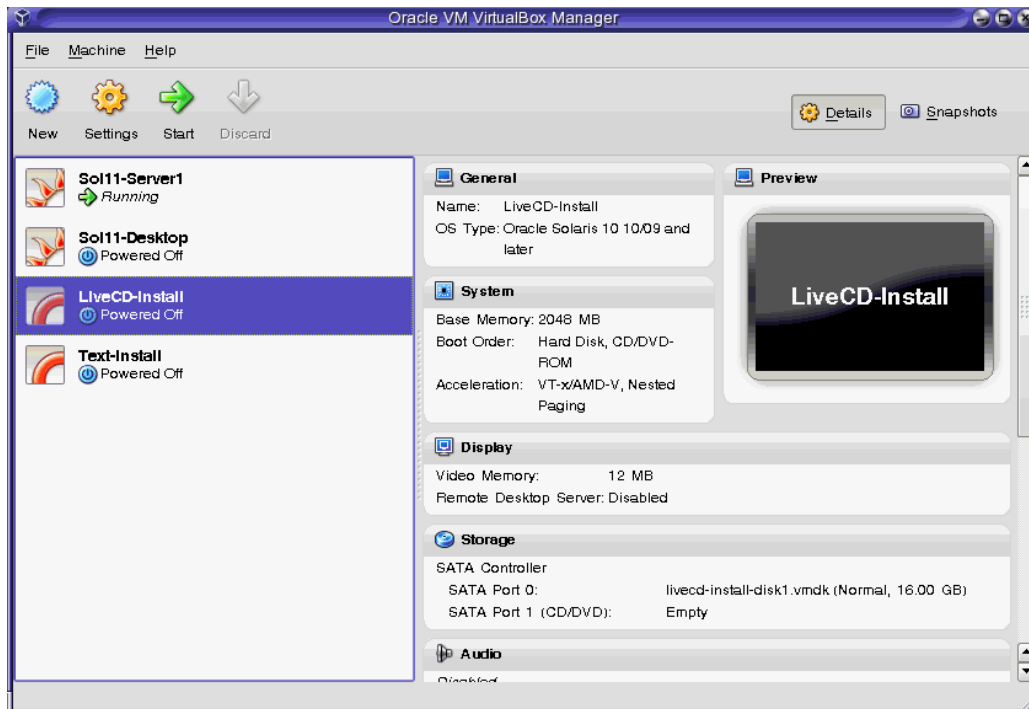 Oracle VM VirtualBox Manager
File Machine Help
New Settings Start Discard
Details Snapshots
Sol11-Server1
Running
Sol11-Desktop
Powered Off
LiveCD-Install
Powered Off
Text-Install
Powered Off
General
Name: LiveCD-Install
OS Type: Oracle Solaris 10 10/09 and
later
System
Base Memory: 2048 MB
Boot Order: Hard Disk, CD/DVD-
ROM
Acceleration: VT-x/AMD-V, Nested
Paging
Preview
LiveCD-Install
Display
Video Memory: 12 MB
Remote Desktop Server: Disabled
Storage
SATA Controller
SATA Port 0: livecd-install-disk1.vmdk (Normal, 16.00 GB)
SATA Port 1 (CD/DVD): Empty
Audio
Disabled